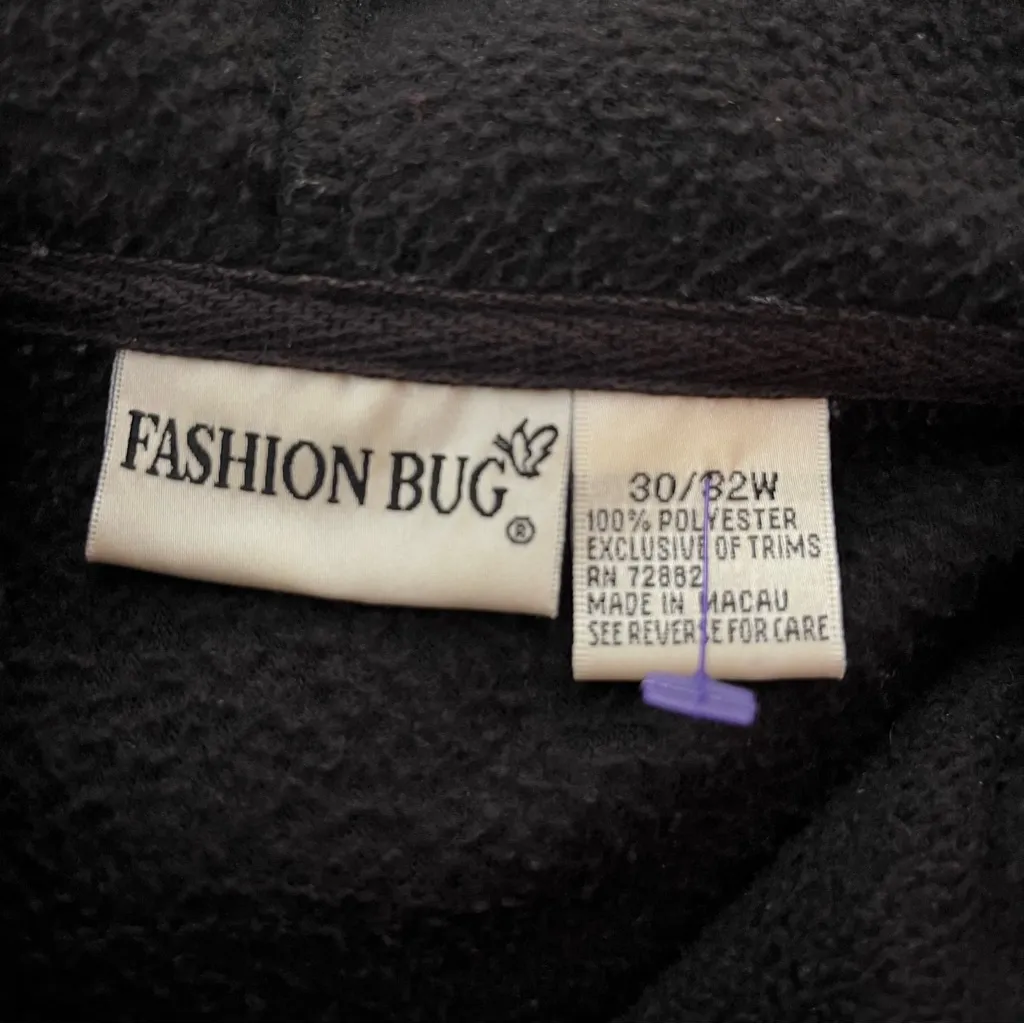 FASHION BUG
®
30/32W
100% POLYESTER
EXCLUSIVE OF TRIMS
RN 72882
MADE IN MACAU
SEE REVERSE FOR CARE